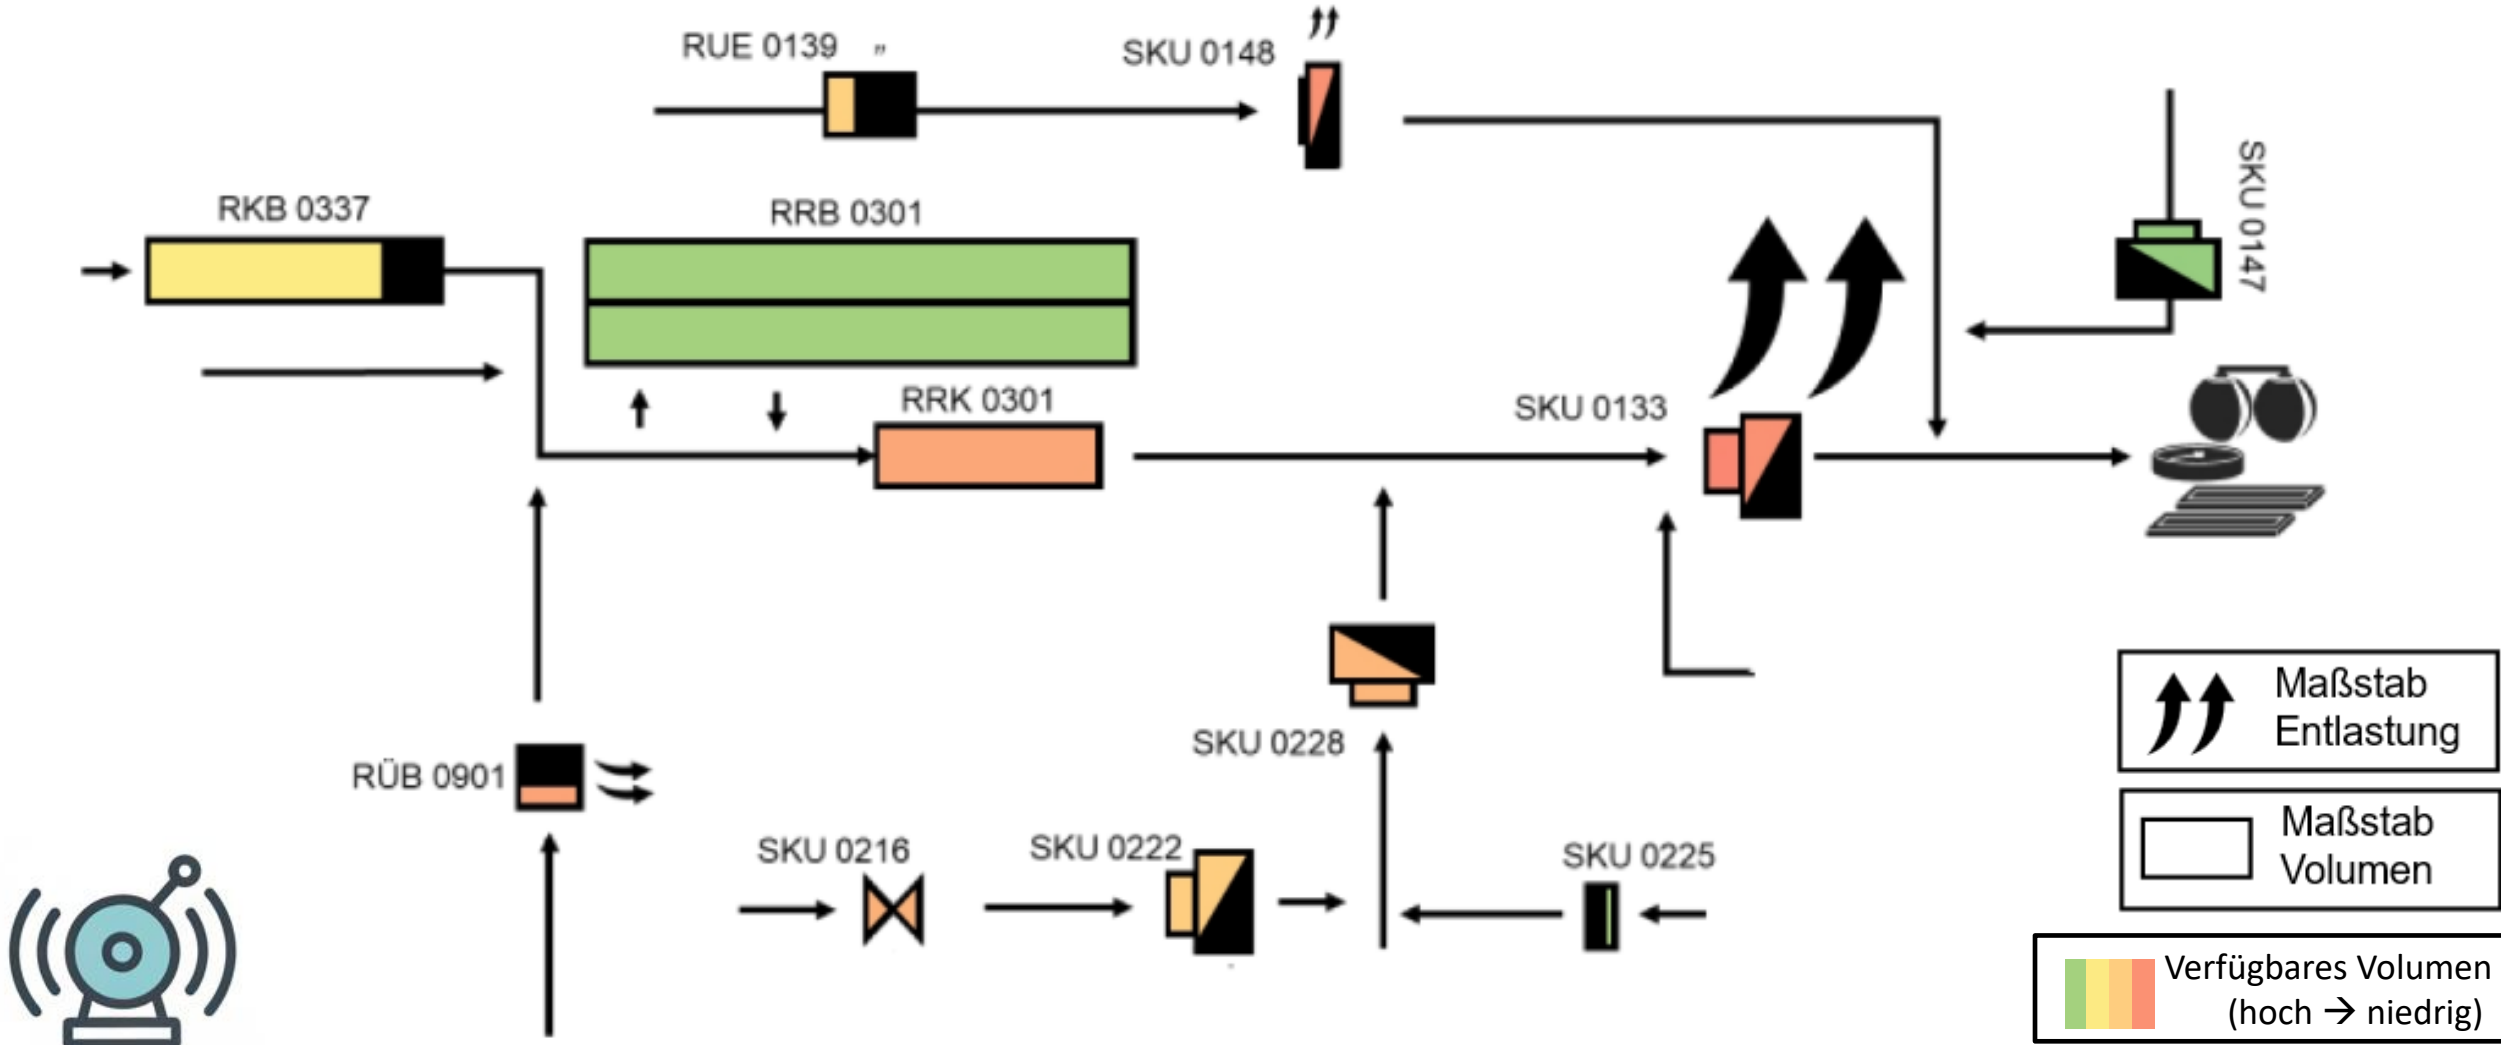 RUE 0139 „
SKU 0148
SKU 0147
RKB 0337
RRB 0301
RRK 0301
SKU 0133
SKU 0228
RÜB 0901
SKU 0216
SKU 0222
SKU 0225
Maßstab
Entlastung
Maßstab
Volumen
Verfügbares Volumen
(hoch → niedrig)